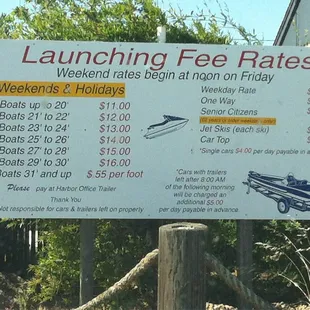 Launching Fee Rates
Weekend rates begin at noon on Friday
Weekends & Holidays
Boats up to 20' $11.00
Boats 21' to 22' $12.00
Boats 23' to 24' $13.00
Boats 25' to 26' $14.00
Boats 27' to 28' $15.00
Boats 29' to 30' $16.00
Boats 31' and up $.55 per foot
Please pay at Harbor Office Trailer
Thank You
Not responsible for cars & trailers left on property
Weekday Rate
One Way
Senior Citizens
Jet Skis (each ski)
Car Top
*Single cars $4.00 per day payable in
*Cars with trailers
left after 8:00am
of the following morning
will be charged an
additional $5.00
per day payable in advance